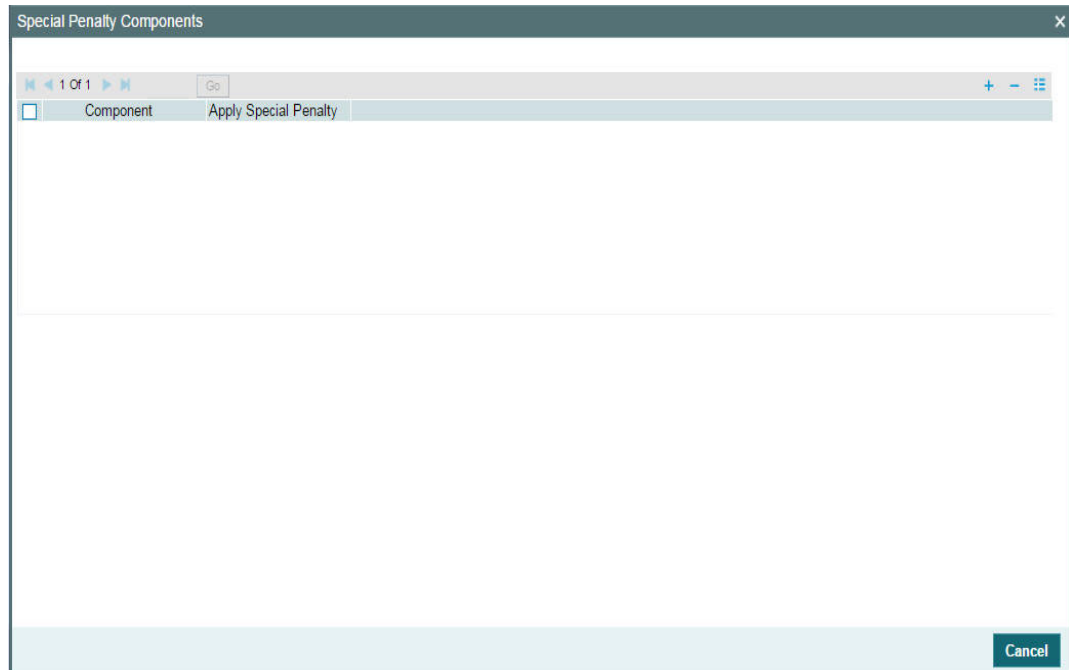 Special Penalty Components
1 Of 1 Go
Component Apply Special Penalty
Cancel